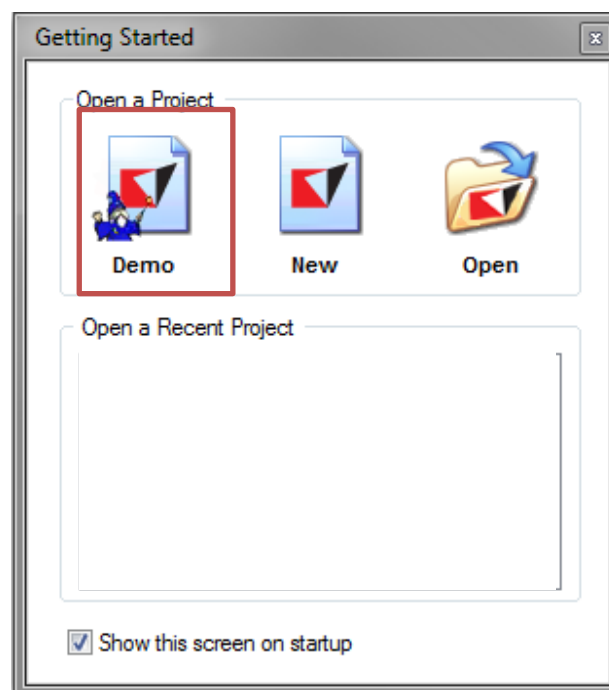 Getting Started
Open a Project
Demo
New
Open
Open a Recent Project
Show this screen on startup